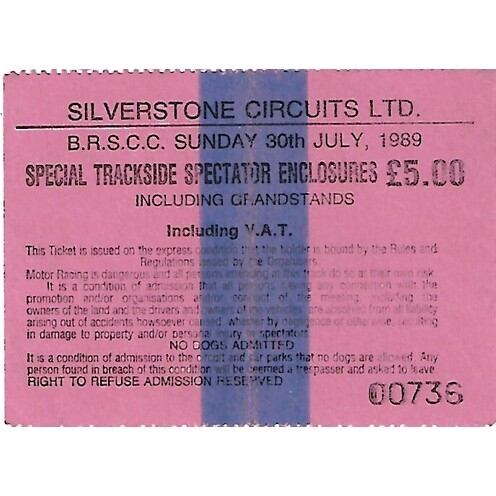 SILVERSTONE CIRCUITS LTD.
B.R.S.C.C. SUNDAY 30th JULY, 1989
SPECIAL TRACKSIDE SPECTATOR ENCLOSURES £5.00
INCLUDING GRANDSTANDS
Including V.A.T.
This Ticket is issued on the express condition that the holder is bound by the Rules and
Regulations issued by the Organisers.
Motor Racing is dangerous and all persons attending at this track do so at their own risk.
It is a condition of admission that all persons having any connection with the
promotion and/or organisations and/or conduct of the meeting, including the
owners of the land and the drivers and owners of the vehicles, are absolved from all liability
arising out of accidents howsoever caused, whether by negligence or otherwise, resulting
in damage to property and/or personal injury to spectators.
NO DOGS ADMITTED
It is a condition of admission to the circuit and car parks that no dogs are allowed. Any
person found in breach of this condition will be deemed a trespasser and asked to leave.
RIGHT TO REFUSE ADMISSION RESERVED
00736